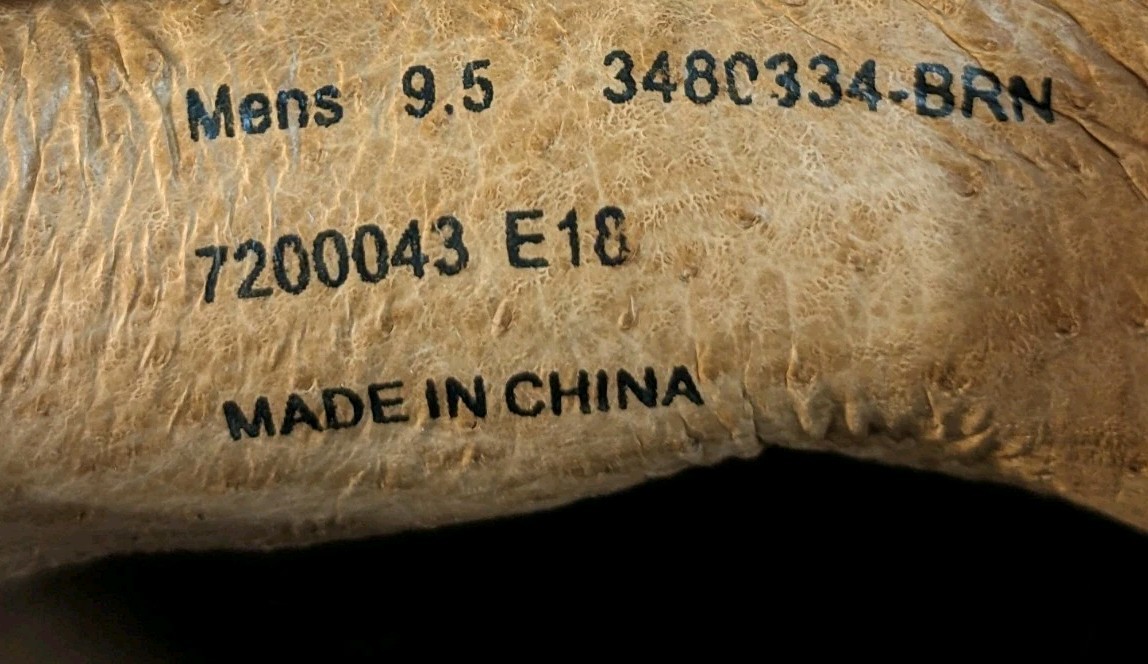 Mens 9.5 3480334-BRN
7200043 E18
MADE IN CHINA